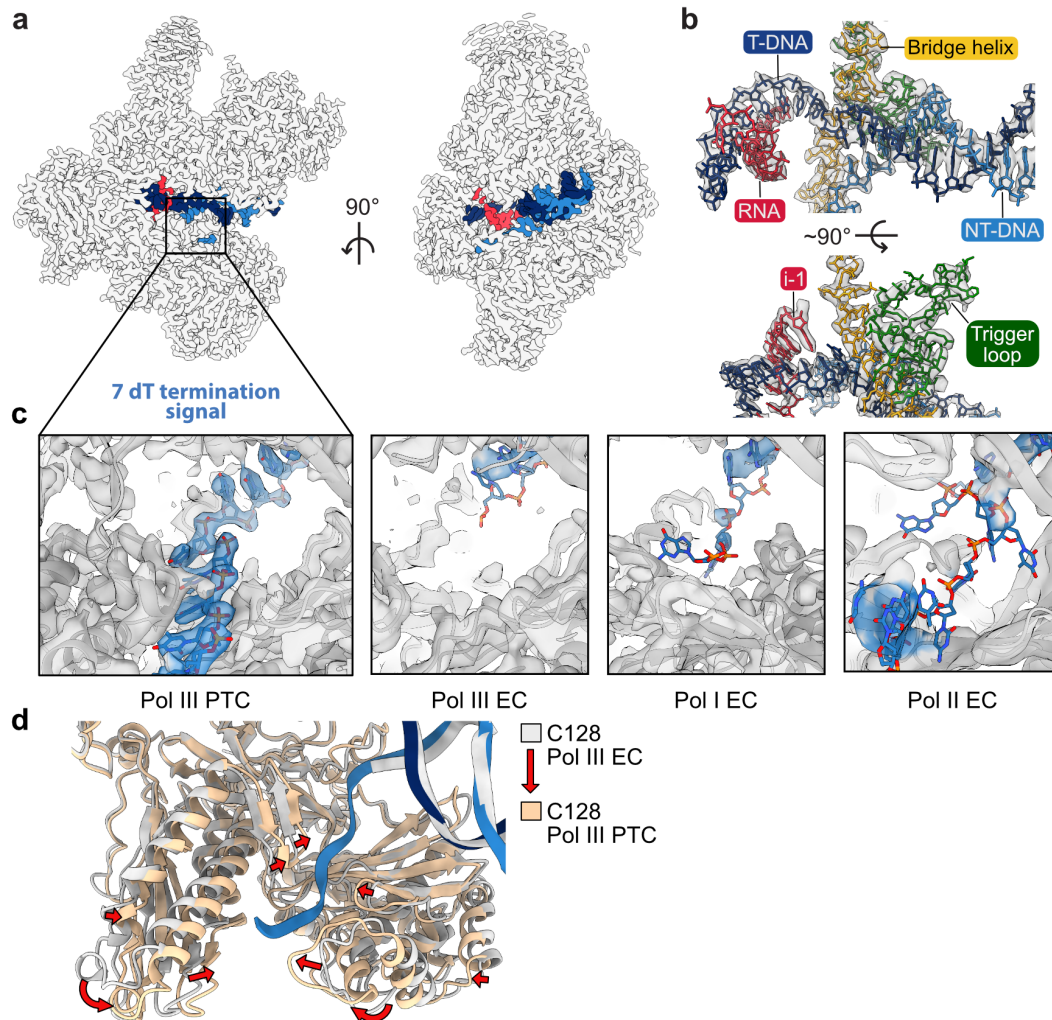 a
90°
b
T-DNA
Bridge helix
RNA
NT-DNA
~90°
i-1
Trigger
loop
7 dT termination
signal
c
Pol III PTC
Pol III EC
Pol I EC
Pol II EC
d
C128
Pol III EC
C128
Pol III PTC